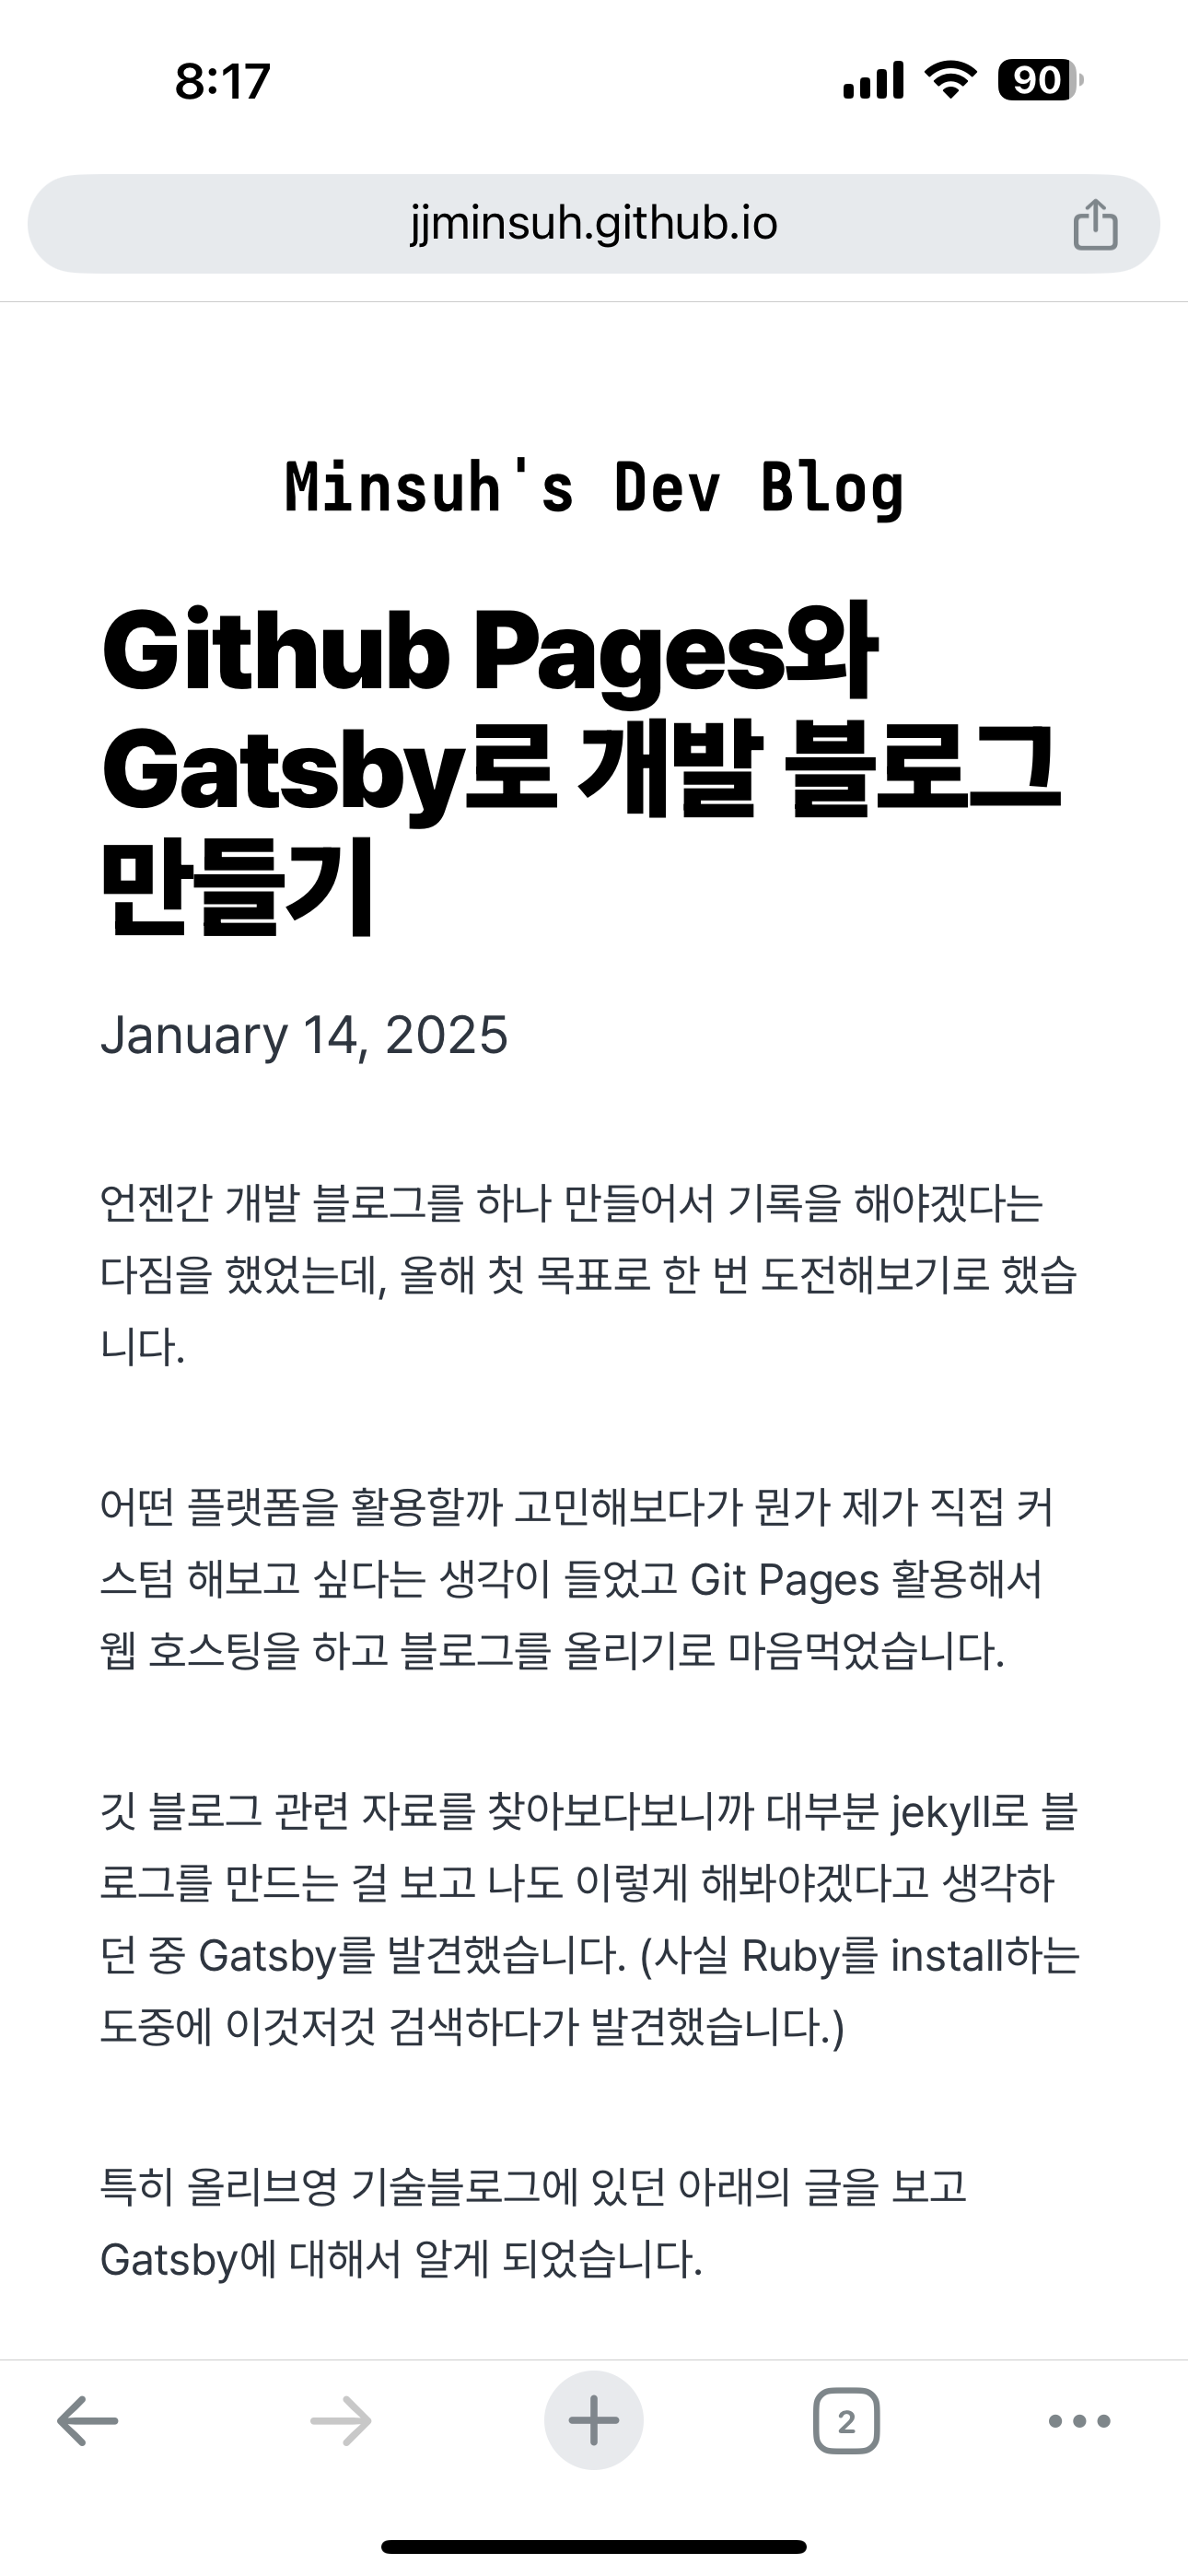 8:17
90
jjminsuh.github.io
Minsuh's Dev Blog
Github Pages와
Gatsby로 개발 블로그
만들기
January 14, 2025
언젠간 개발 블로그를 하나 만들어서 기록을 해야겠다는
다짐을 했었는데, 올해 첫 목표로 한 번 도전해보기로 했습
니다.
어떤 플랫폼을 활용할까 고민해보다가 뭔가 제가 직접 커
스텀 해보고 싶다는 생각이 들었고 Git Pages 활용해서
웹 호스팅을 하고 블로그를 올리기로 마음먹었습니다.
깃 블로그 관련 자료를 찾아보다보니까 대부분 jekyll로 블
로그를 만드는 걸 보고 나도 이렇게 해봐야겠다고 생각하
던 중 Gatsby를 발견했습니다. (사실 Ruby를 install하는
도중에 이것저것 검색하다가 발견했습니다.)
특히 올리브영 기술블로그에 있던 아래의 글을 보고
Gatsby에 대해서 알게 되었습니다.
2